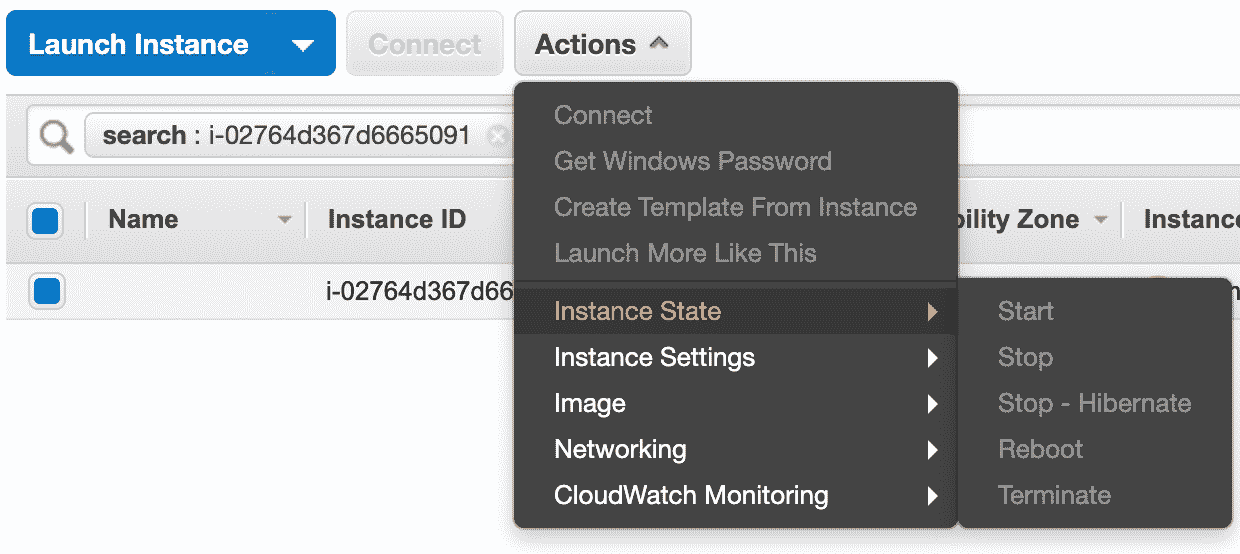 Launch Instance
Connect
Actions
search : i-02764d367d6665091
Name
Instance ID
bility Zone
Instance
i-02764d367d66
Connect
Get Windows Password
Create Template From Instance
Launch More Like This
Instance State
Instance Settings
Image
Networking
CloudWatch Monitoring
Start
Stop
Stop - Hibernate
Reboot
Terminate